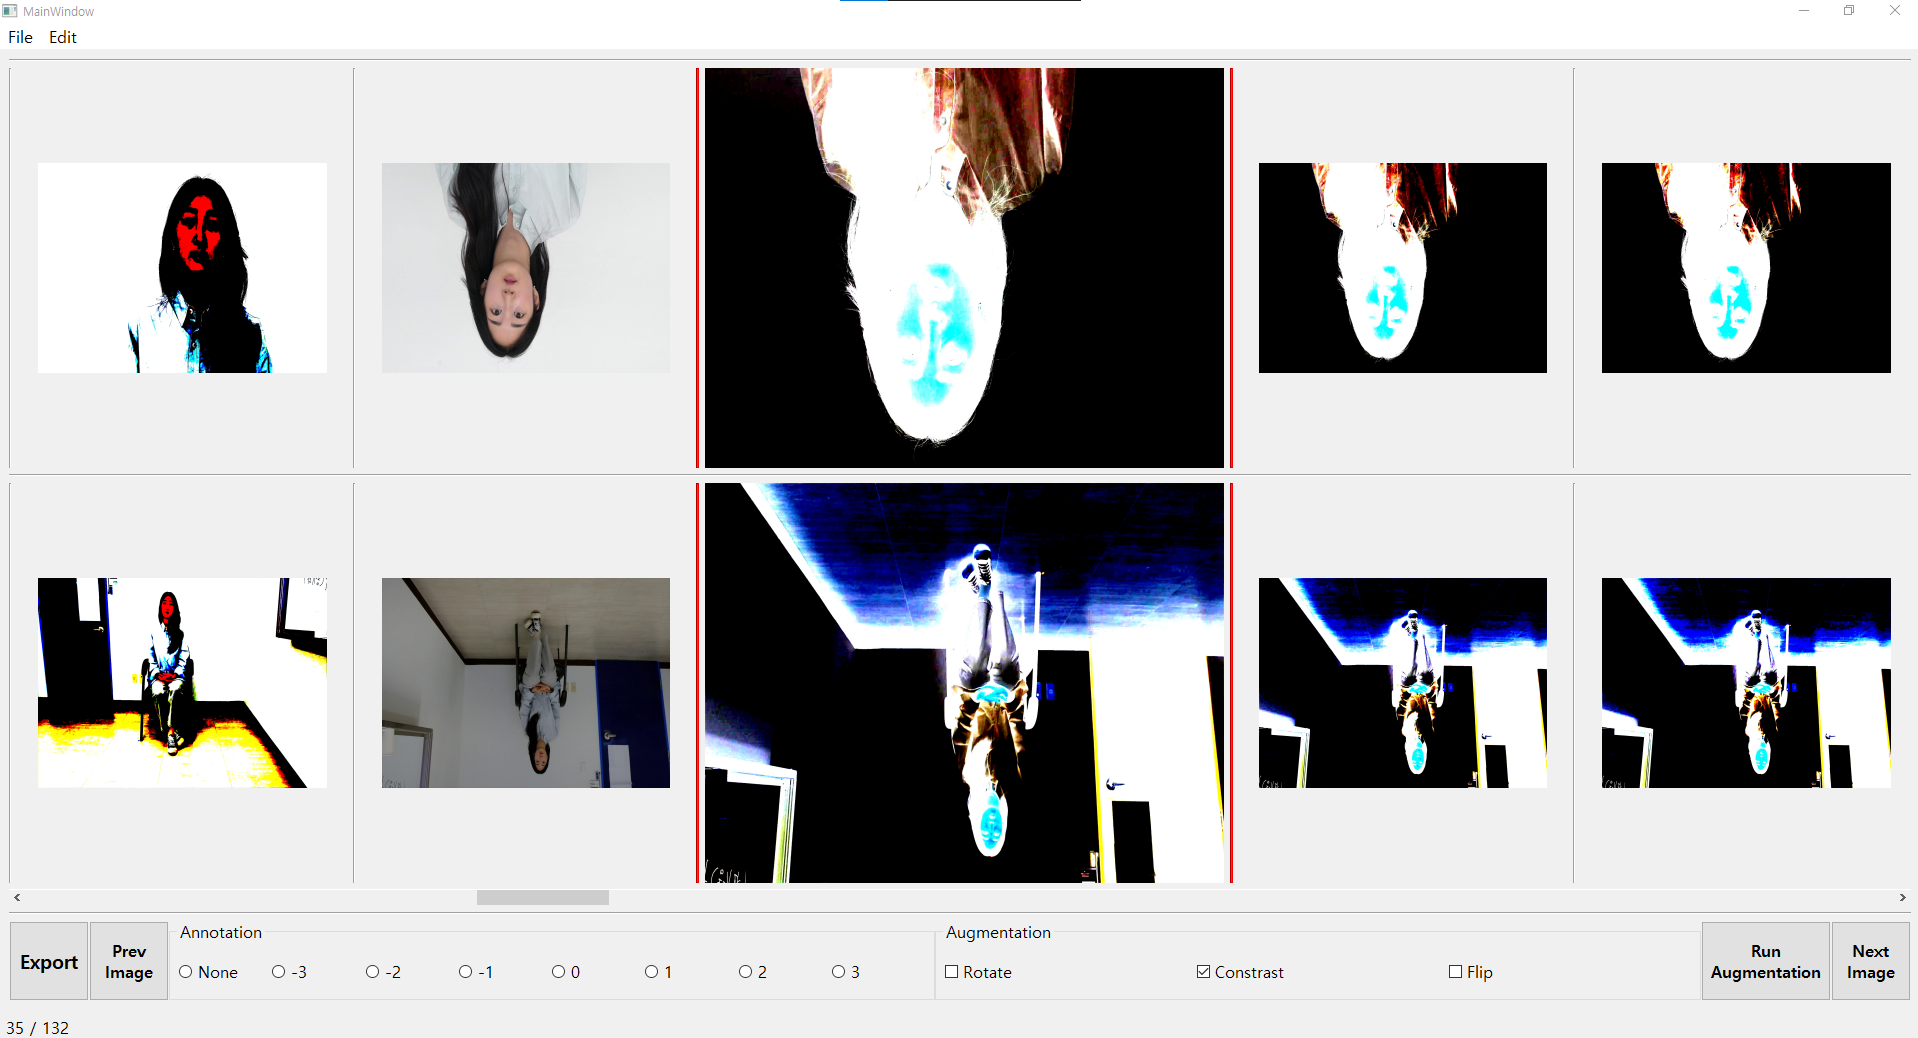 MainWindow
File Edit
Export
Prev
Image
Annotation
None -3 -2 -1 0 1 2 3
Augmentation
Rotate Constrast Flip
Run
Augmentation
Next
Image
35 / 132